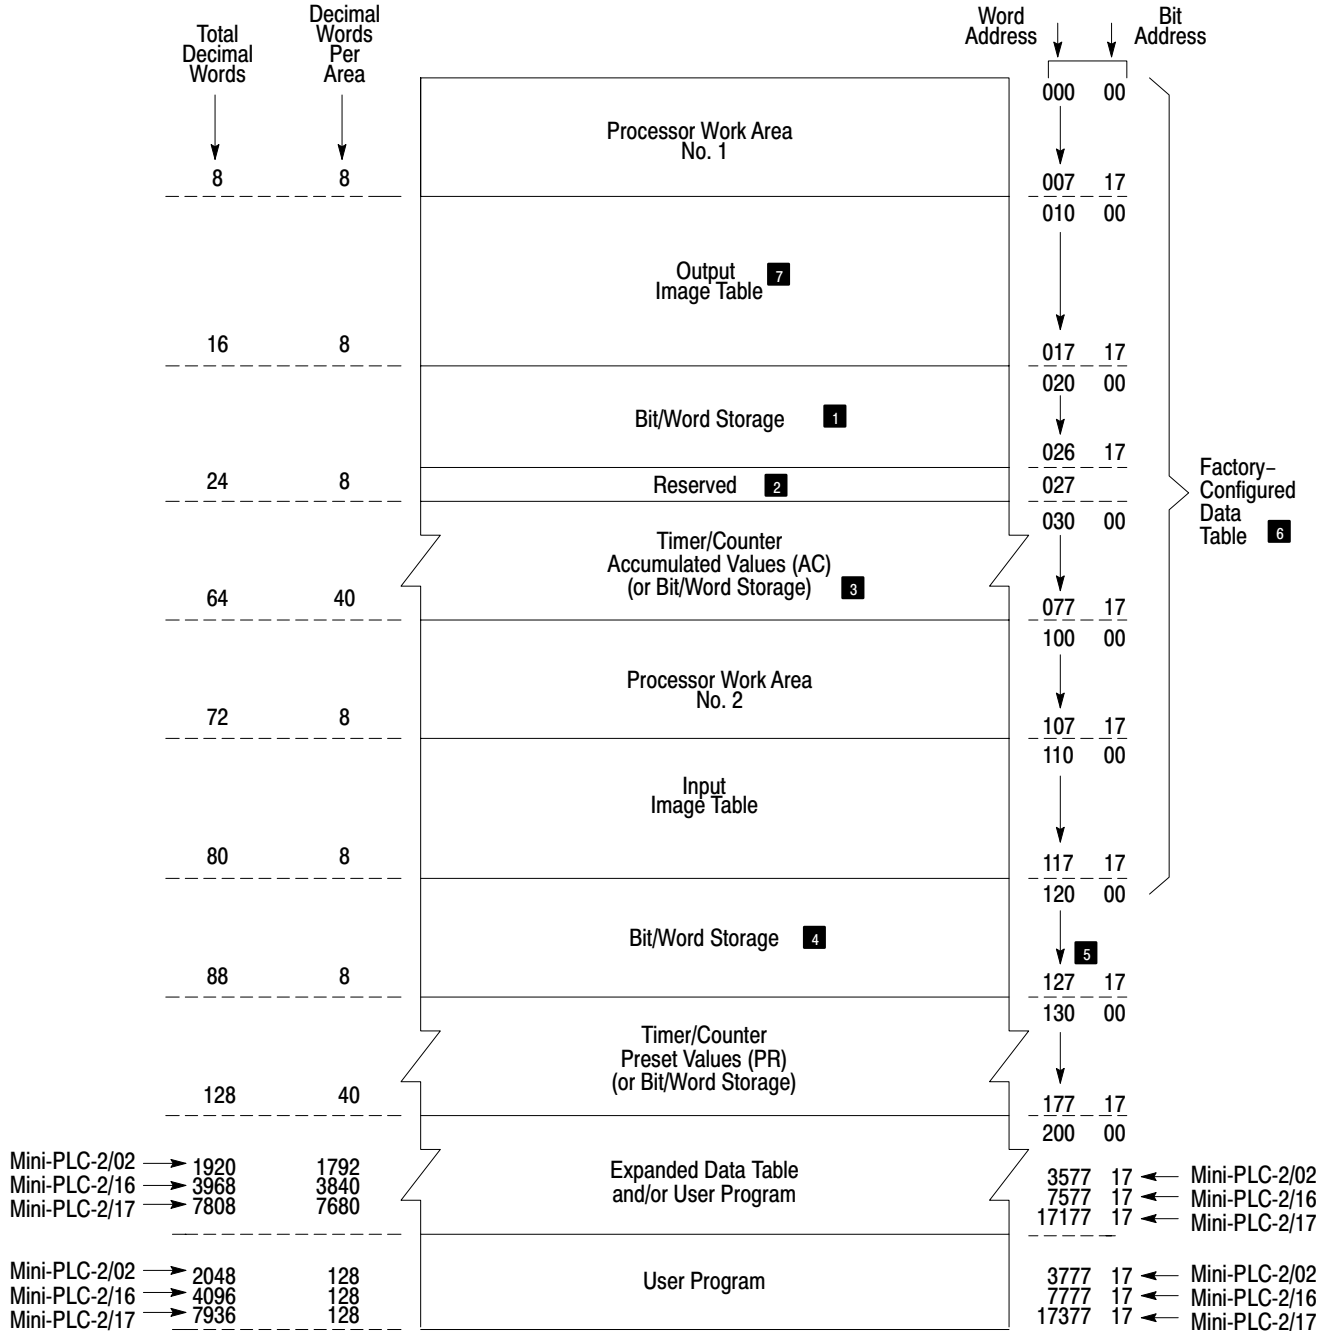 Total
Decimal
Words
Decimal
Words
Per
Area
Word
Address
Bit
Address
000 00
Processor Work Area
No. 1
8 8
007 17
010 00
Output
Image Table 7
16 8
017 17
020 00
Bit/Word Storage 1
026 17
24 8
Reserved 2
027
030 00
Factory–
Configured
Data
Table 6
Timer/Counter
Accumulated Values (AC)
(or Bit/Word Storage) 3
64 40
077 17
100 00
Processor Work Area
No. 2
72 8
107 17
110 00
Input
Image Table
80 8
117 17
120 00
Bit/Word Storage 4
5
88 8
127 17
130 00
Timer/Counter
Preset Values (PR)
(or Bit/Word Storage)
128 40
177 17
200 00
Expanded Data Table
and/or User Program
Mini-PLC-2/02 1920 1792
Mini-PLC-2/16 3968 3840
Mini-PLC-2/17 7808 7680
3577 17 Mini-PLC-2/02
7577 17 Mini-PLC-2/16
17177 17 Mini-PLC-2/17
User Program
Mini-PLC-2/02 2048 128
Mini-PLC-2/16 4096 128
Mini-PLC-2/17 7936 128
3777 17 Mini-PLC-2/02
7777 17 Mini-PLC-2/16
17377 17 Mini-PLC-2/17